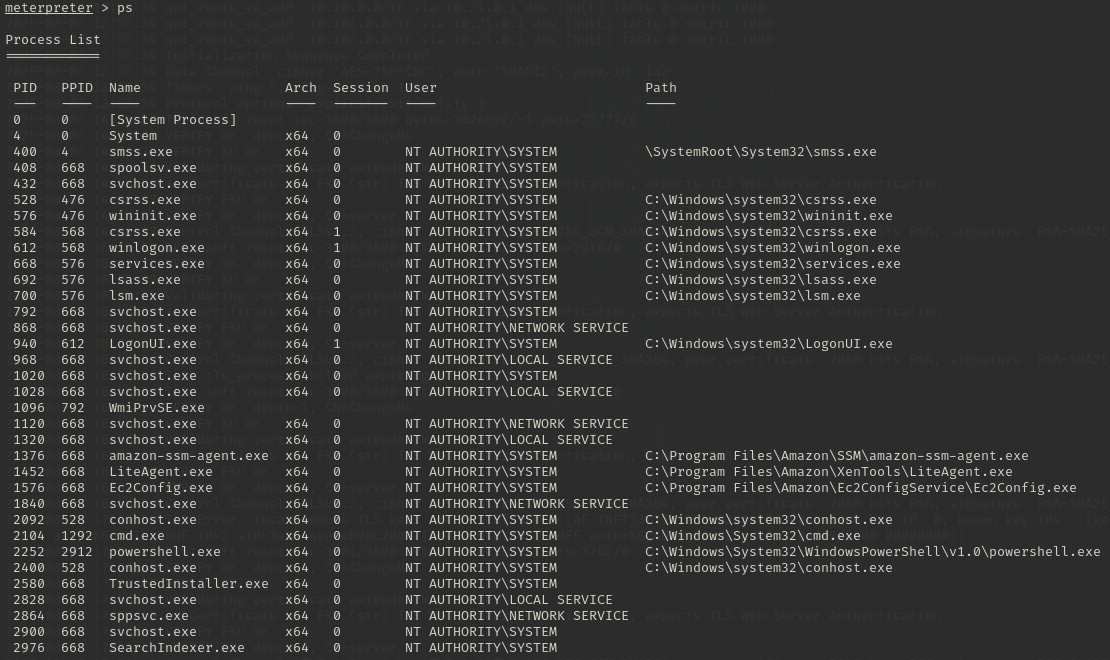 meterpreter > ps
Process List
============
PID PPID Name Arch Session User Path
--- ---- ---- ---- ------- ---- ----
0 0 [System Process]
4 0 System x64 0
400 4 smss.exe x64 0 NT AUTHORITY\SYSTEM \SystemRoot\System32\smss.exe
408 668 spoolsv.exe x64 0 NT AUTHORITY\SYSTEM
432 668 svchost.exe x64 0 NT AUTHORITY\SYSTEM
528 476 csrss.exe x64 0 NT AUTHORITY\SYSTEM C:\Windows\system32\csrss.exe
576 476 wininit.exe x64 0 NT AUTHORITY\SYSTEM C:\Windows\system32\wininit.exe
584 568 csrss.exe x64 1 NT AUTHORITY\SYSTEM C:\Windows\system32\csrss.exe
612 568 winlogon.exe x64 1 NT AUTHORITY\SYSTEM C:\Windows\system32\winlogon.exe
668 576 services.exe x64 0 NT AUTHORITY\SYSTEM C:\Windows\system32\services.exe
692 576 lsass.exe x64 0 NT AUTHORITY\SYSTEM C:\Windows\system32\lsass.exe
700 576 lsm.exe x64 0 NT AUTHORITY\SYSTEM C:\Windows\system32\lsm.exe
792 668 svchost.exe x64 0 NT AUTHORITY\SYSTEM
868 668 svchost.exe x64 0 NT AUTHORITY\NETWORK SERVICE
940 612 LogonUI.exe x64 1 NT AUTHORITY\SYSTEM C:\Windows\system32\LogonUI.exe
968 668 svchost.exe x64 0 NT AUTHORITY\LOCAL SERVICE
1020 668 svchost.exe x64 0 NT AUTHORITY\SYSTEM
1028 668 svchost.exe x64 0 NT AUTHORITY\LOCAL SERVICE
1096 792 WmiPrvSE.exe
1120 668 svchost.exe x64 0 NT AUTHORITY\NETWORK SERVICE
1320 668 svchost.exe x64 0 NT AUTHORITY\LOCAL SERVICE
1376 668 amazon-ssm-agent.exe x64 0 NT AUTHORITY\SYSTEM C:\Program Files\Amazon\SSM\amazon-ssm-agent.exe
1452 668 LiteAgent.exe x64 0 NT AUTHORITY\SYSTEM C:\Program Files\Amazon\XenTools\LiteAgent.exe
1576 668 Ec2Config.exe x64 0 NT AUTHORITY\SYSTEM C:\Program Files\Amazon\Ec2ConfigService\Ec2Config.exe
1840 668 svchost.exe x64 0 NT AUTHORITY\NETWORK SERVICE
2092 528 conhost.exe x64 0 NT AUTHORITY\SYSTEM C:\Windows\system32\conhost.exe
2104 1292 cmd.exe x64 0 NT AUTHORITY\SYSTEM C:\Windows\system32\cmd.exe
2252 2912 powershell.exe x64 0 NT AUTHORITY\SYSTEM C:\Windows\System32\WindowsPowerShell\v1.0\powershell.exe
2400 528 conhost.exe x64 0 NT AUTHORITY\SYSTEM C:\Windows\system32\conhost.exe
2580 668 TrustedInstaller.exe x64 0 NT AUTHORITY\SYSTEM
2828 668 svchost.exe x64 0 NT AUTHORITY\LOCAL SERVICE
2864 668 sppsvc.exe x64 0 NT AUTHORITY\NETWORK SERVICE
2900 668 svchost.exe x64 0 NT AUTHORITY\SYSTEM
2976 668 SearchIndexer.exe x64 0 NT AUTHORITY\SYSTEM